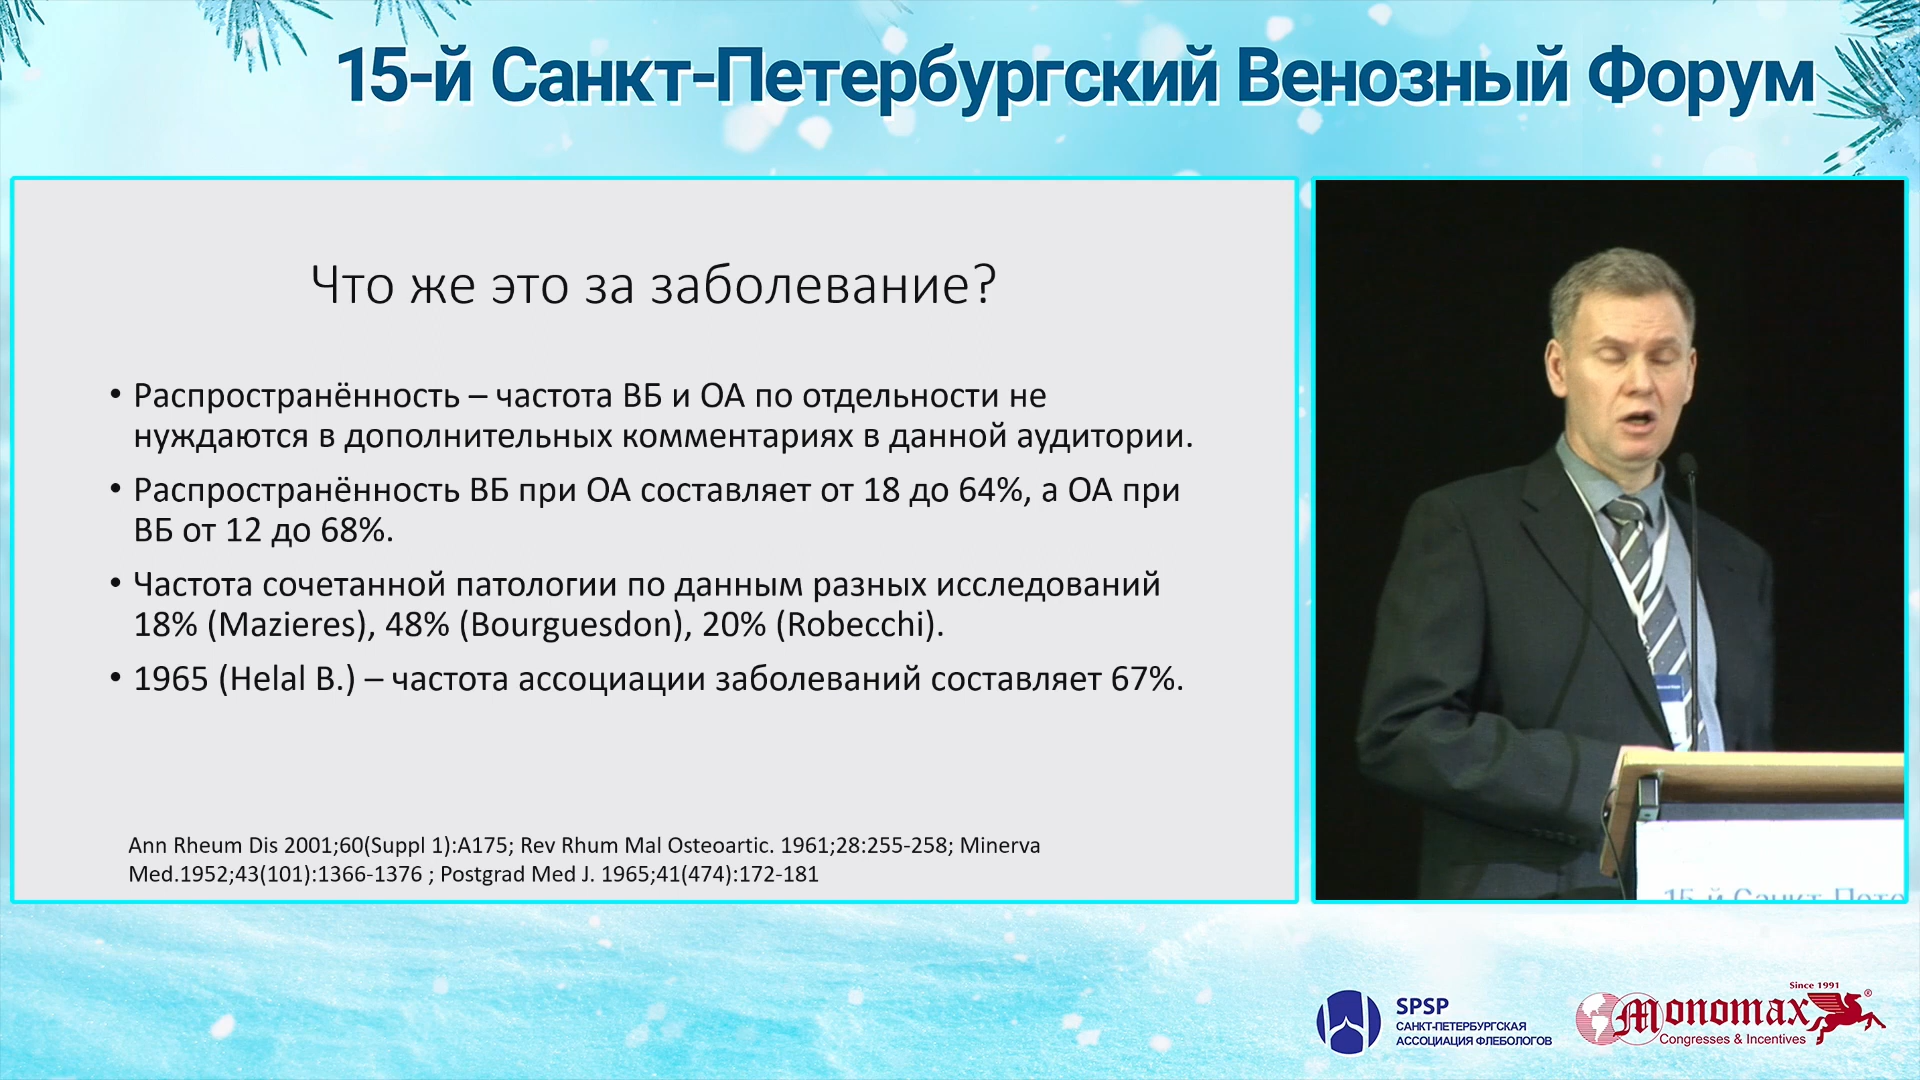 15-й Санкт-Петербургский Венозный Форум
Что же это за заболевание?
• Распространённость – частота ВБ и ОА по отдельности не
нуждаются в дополнительных комментариях в данной аудитории.
• Распространённость ВБ при ОА составляет от 18 до 64%, а ОА при
ВБ от 12 до 68%.
• Частота сочетанной патологии по данным разных исследований
18% (Mazieres), 48% (Bourguesdon), 20% (Robecchi).
• 1965 (Helal B.) – частота ассоциации заболеваний составляет 67%.
Ann Rheum Dis 2001;60(Suppl 1):A175; Rev Rhum Mal Osteoartic. 1961;28:255-258; Minerva
Med.1952;43(101):1366-1376 ; Postgrad Med J. 1965;41(474):172-181
15-й Санкт-Пете
SPSP
САНКТ-ПЕТЕРБУРГСКАЯ
АССОЦИАЦИЯ ФЛЕБОЛОГОВ
Since 1991
Monomax®
Congresses & Incentives